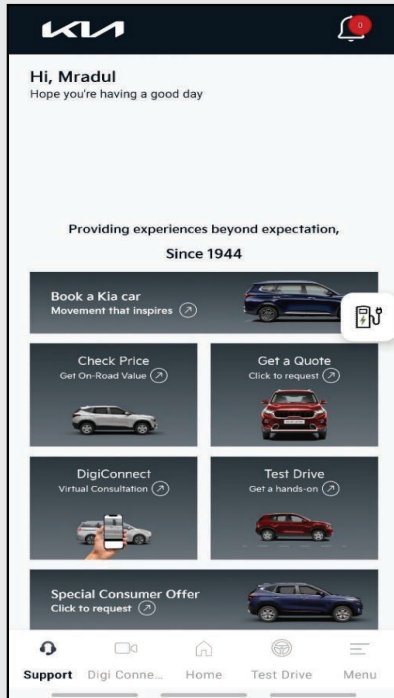 KIA
0
Hi, Mradul
Hope you're having a good day
Providing experiences beyond expectation,
Since 1944
Book a Kia car
Movement that inspires
Check Price
Get On-Road Value
Get a Quote
Click to request
DigiConnect
Virtual Consultation
Test Drive
Get a hands-on
Special Consumer Offer
Click to request
Support
Digi Conne...
Home
Test Drive
Menu